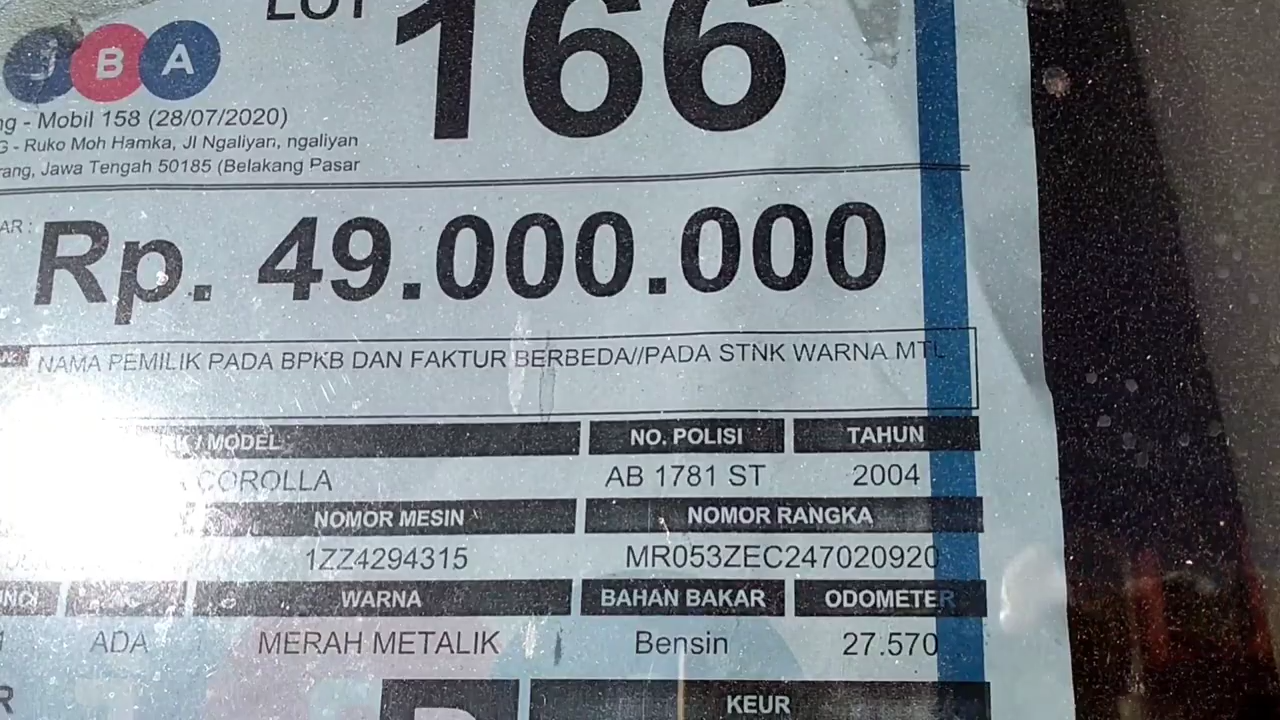 LOT 166
J B A
- Mobil 158 (28/07/2020)
- Ruko Moh Hamka, Jl Ngaliyan, ngaliyan
Jawa Tengah 50185 (Belakang Pasar
Rp. 49.000.000
NAMA PEMILIK PADA BPKB DAN FAKTUR BERBEDA//PADA STNK WARNA MTL
/ MODEL NO. POLISI TAHUN
COROLLA AB 1781 ST 2004
NOMOR MESIN NOMOR RANGKA
1ZZ4294315 MR053ZEC247020920
WARNA BAHAN BAKAR ODOMETER
ADA MERAH METALIK Bensin 27.570
KEUR